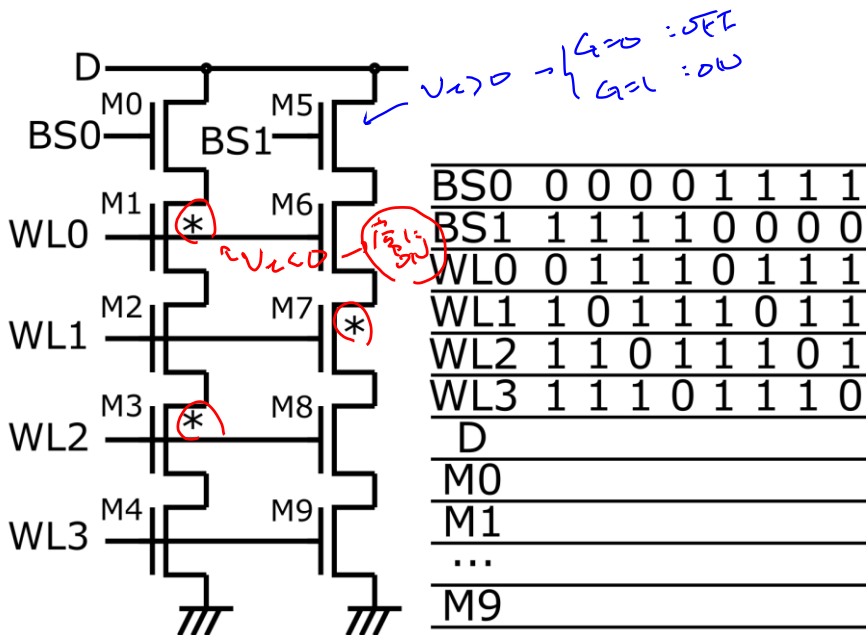 D
M0
M5
BS0
BS1
M1
*
M6
WL0
M2
M7
*
WL1
M3
*
M8
WL2
M4
M9
WL3
G=0 :OFF
G=1 :ON
BS0 0 0 0 0 1 1 1 1
BS1 1 1 1 1 0 0 0 0
WL0 0 1 1 1 0 1 1 1
WL1 1 0 1 1 1 0 1 1
WL2 1 1 0 1 1 1 0 1
WL3 1 1 1 0 1 1 1 0
D
M0
M1
...
M9